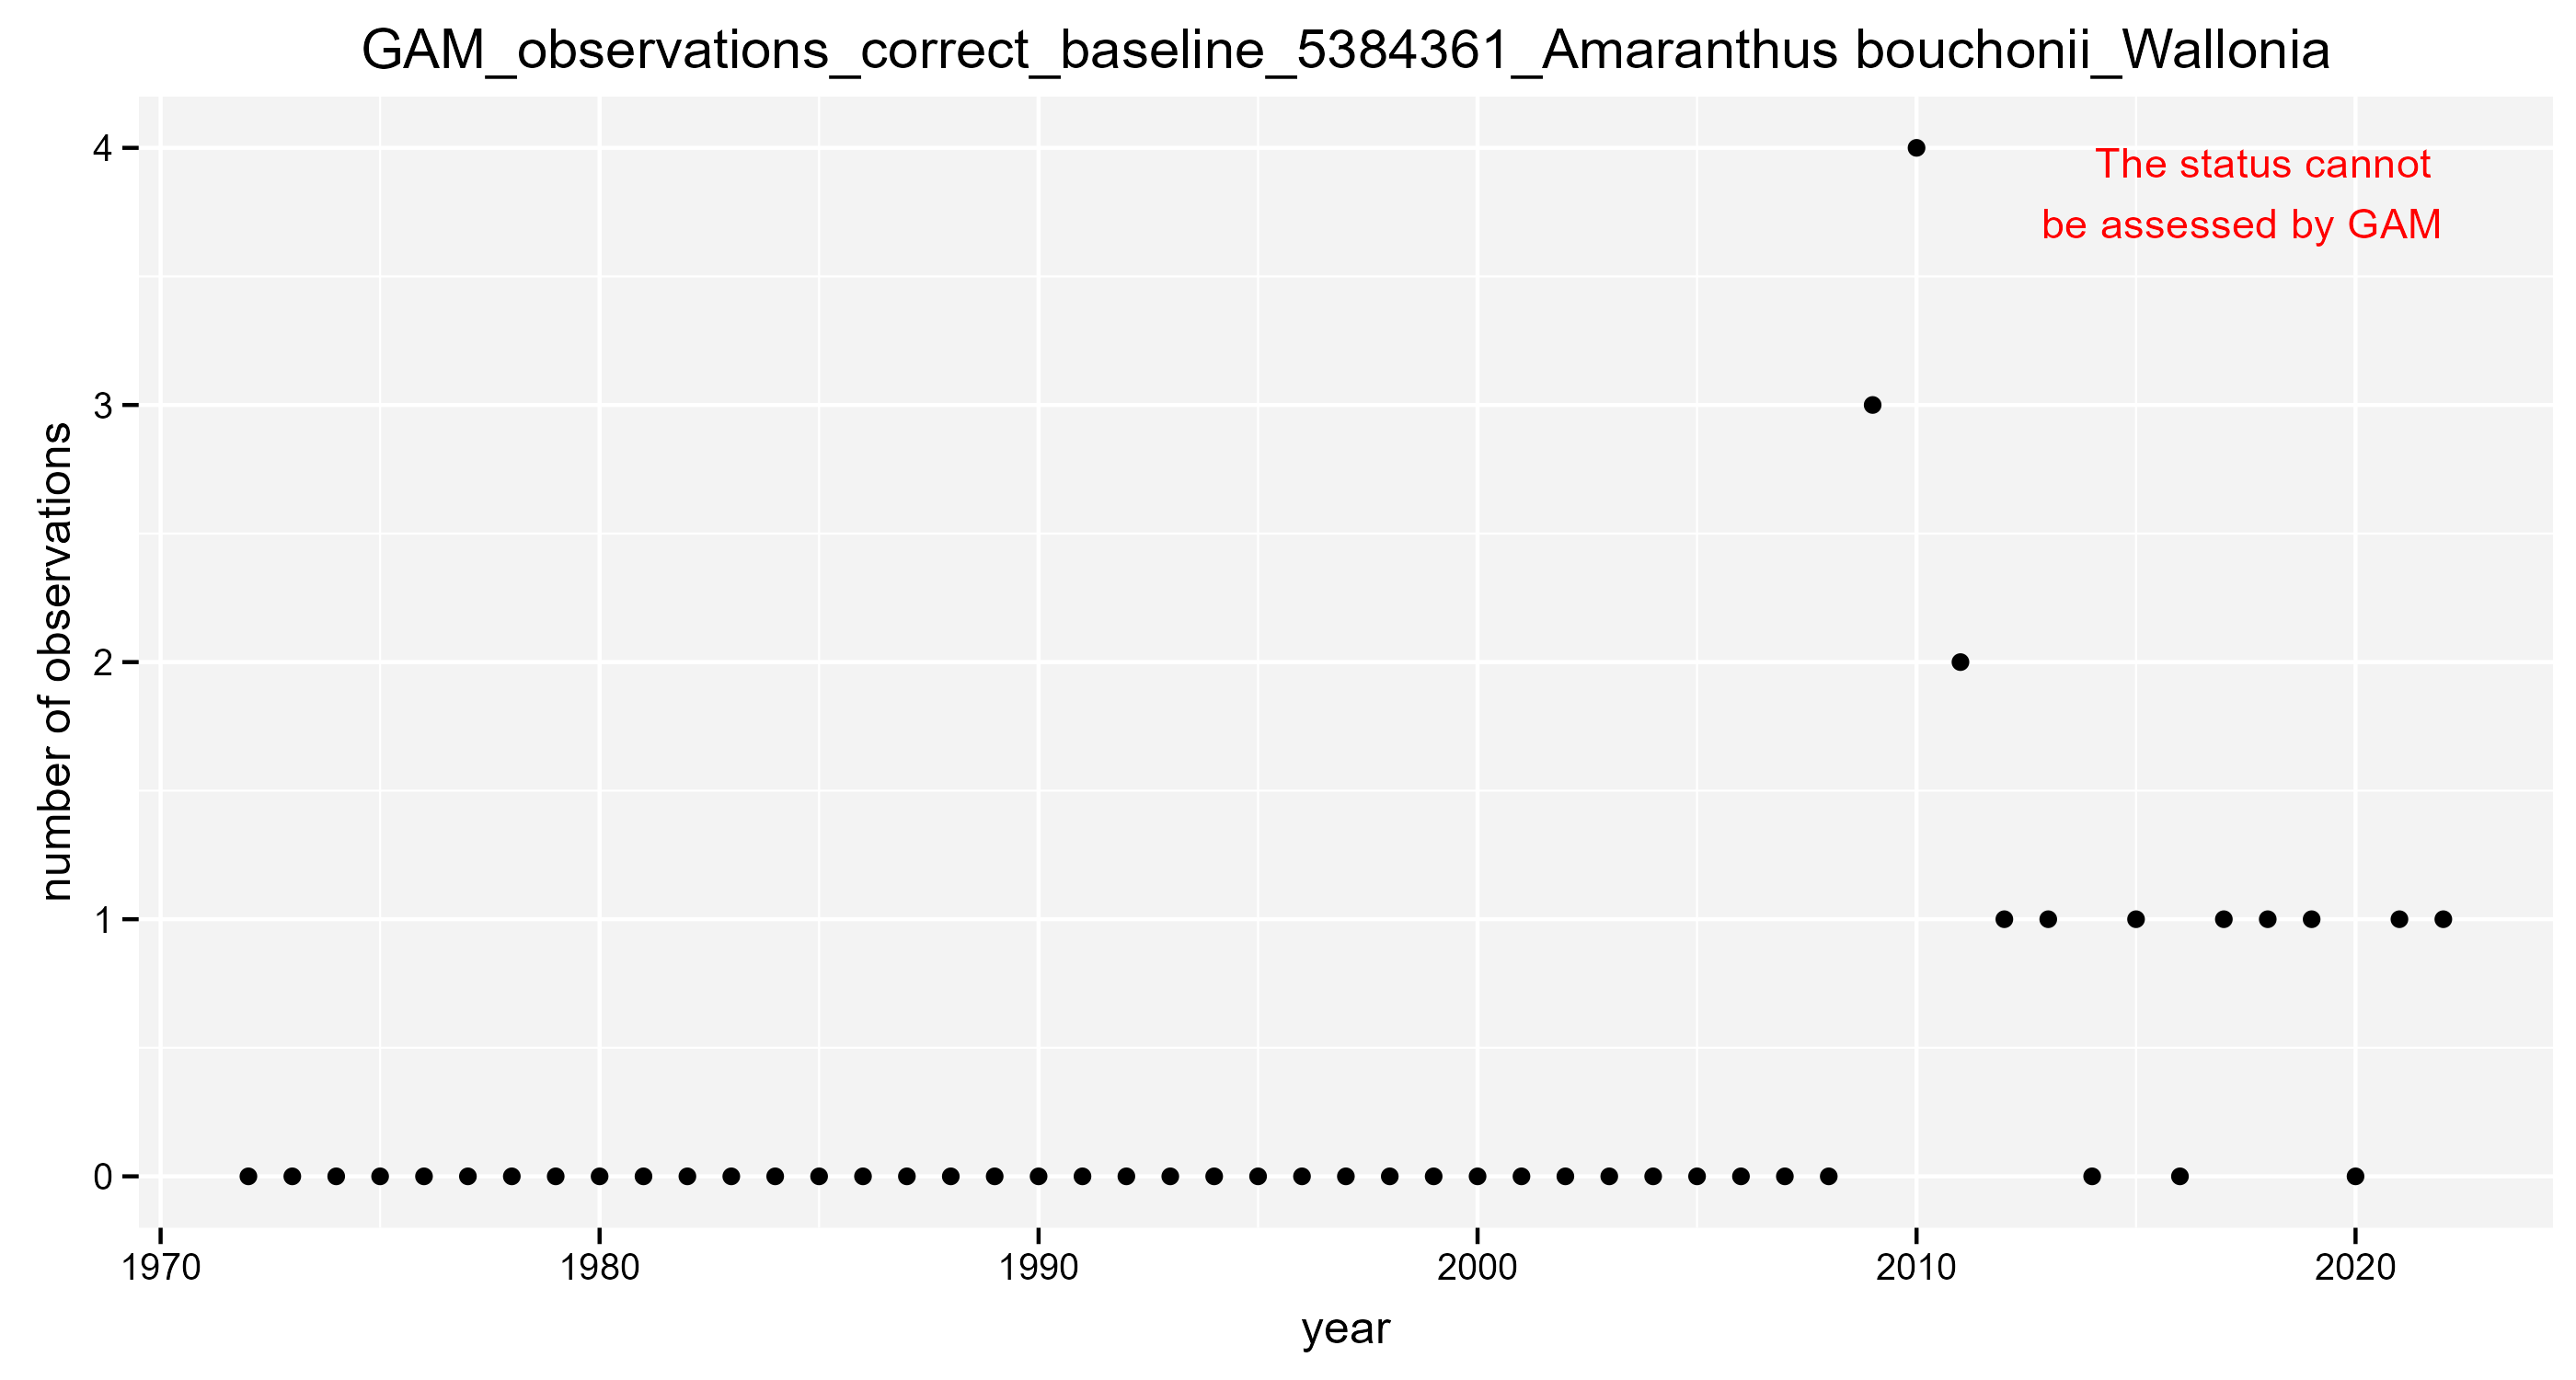 GAM_observations_correct_baseline_5384361_Amaranthus bouchonii_Wallonia
The status cannot
be assessed by GAM
number of observations
4
3
2
1
0
1970 1980 1990 2000 2010 2020
year